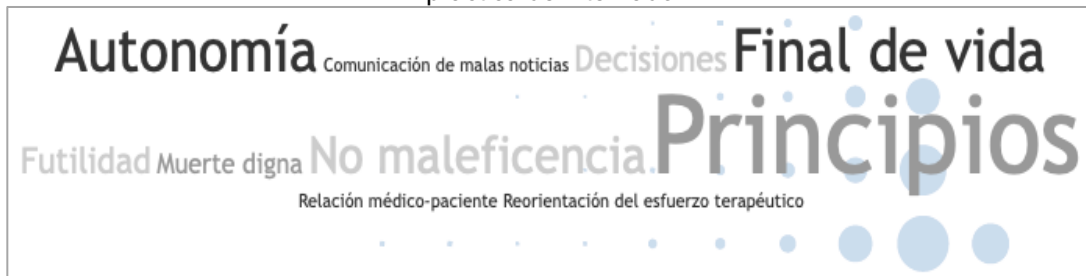 Autonomía Comunicación de malas noticias Decisiones Final de vida
Futilidad Muerte digna No maleficencia Principios
Relación médico-paciente Reorientación del esfuerzo terapéutico